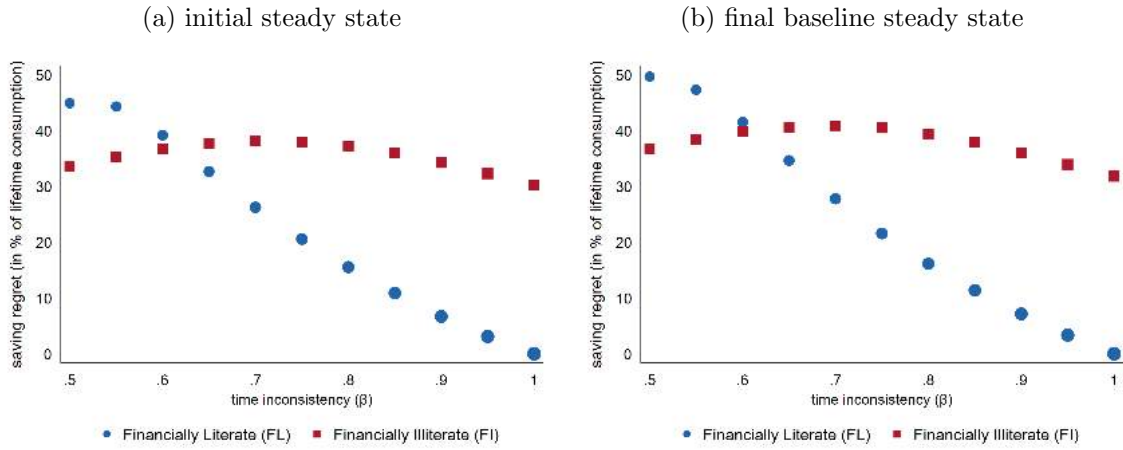 (a) initial steady state
saving regret (in % of lifetime consumption)
50
40
30
20
10
0
.5 .6 .7 .8 .9 1
time inconsistency (β)
Financially Literate (FL) Financially Illiterate (FI)
(b) final baseline steady state
saving regret (in % of lifetime consumption)
50
40
30
20
10
0
.5 .6 .7 .8 .9 1
time inconsistency (β)
Financially Literate (FL) Financially Illiterate (FI)